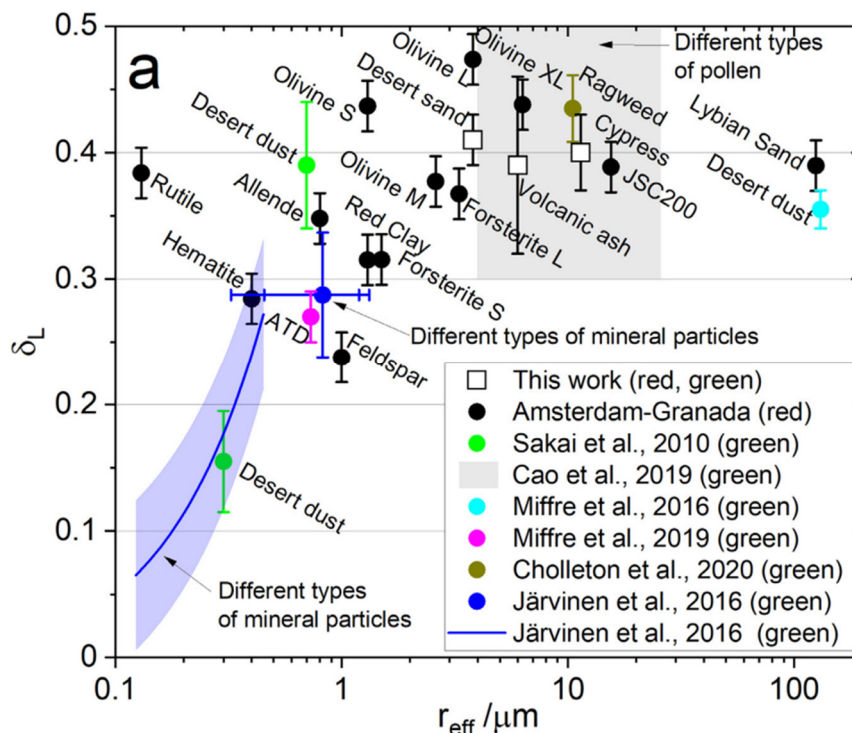 a
0.5
0.4
0.3
0.2
0.1
0
δL
0.1
1
10
100
reff /μm
Different types
of pollen
Olivine L
Olivine XL
Ragweed
Desert sand
Olivine S
Desert dust
Cypress
Lybian Sand
Olivine M
JSC200
Desert dust
Rutile
Allende
Volcanic ash
Forsterite L
Red Clay
Hematite
Forsterite S
ATD
Different types of mineral particles
Feldspar
Desert dust
Different types
of mineral particles
This work (red, green)
Amsterdam-Granada (red)
Sakai et al., 2010 (green)
Cao et al., 2019 (green)
Miffre et al., 2016 (green)
Miffre et al., 2019 (green)
Cholleton et al., 2020 (green)
Järvinen et al., 2016 (green)
Järvinen et al., 2016 (green)